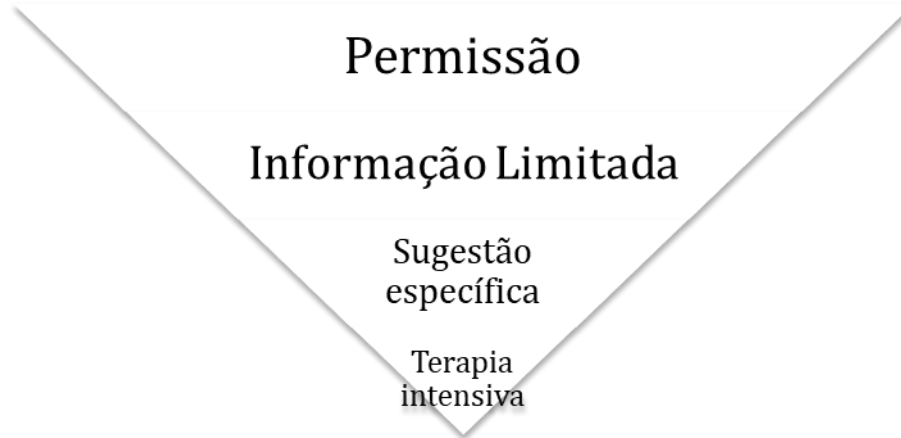 Permissão
Informação Limitada
Sugestão
específica
Terapia
intensiva